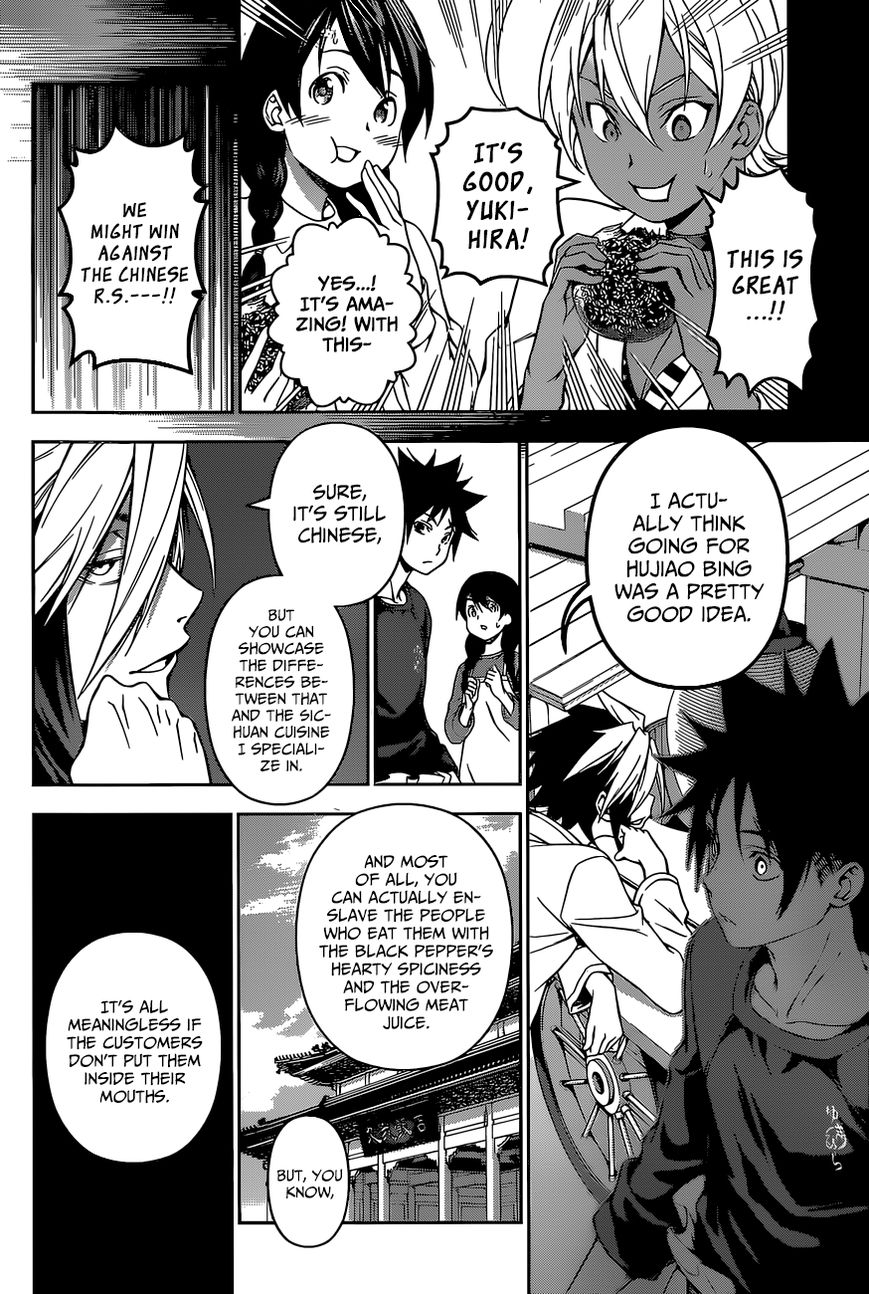 THIS IS
GREAT
...!!
IT'S
GOOD,
YUKI-
HIRA!
YES...!
IT'S AMA-
ZING! WITH
THIS-
WE
MIGHT WIN
AGAINST
THE CHINESE
R.S.---!!
I ACTU-
ALLY THINK
GOING FOR
HUJIAO BING
WAS A PRETTY
GOOD IDEA.
ゆきひら
SURE,
IT'S STILL
CHINESE,
BUT
YOU CAN
SHOWCASE
THE DIFFE-
RENCES BE-
TWEEN THAT
AND THE SIC-
HUAN CUISINE
I SPECIALI-
ZE IN.
AND MOST
OF ALL, YOU
CAN ACTUALLY EN-
SLAVE THE PEOPLE
WHO EAT THEM WITH
THE BLACK PEPPER'S
HEARTY SPICINESS
AND THE OVER-
FLOWING MEAT
JUICE.
BUT, YOU
KNOW,
IT'S ALL
MEANINGLESS IF
THE CUSTOMERS
DON'T PUT THEM
INSIDE THEIR
MOUTHS.